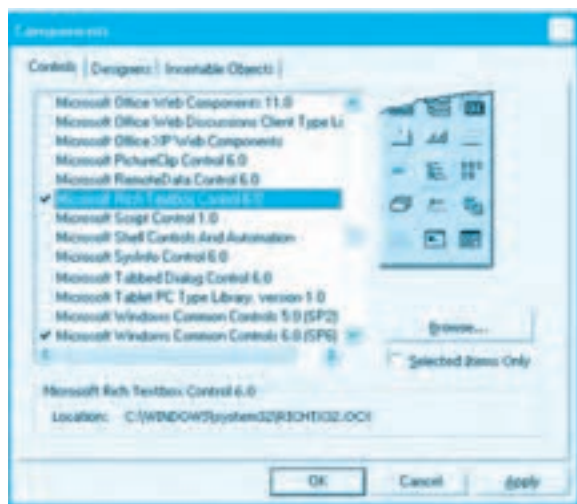 Components
Controls Designers Insertable Objects
Microsoft Office Web Components 11.0
Microsoft Office Web Discussions Client Type Li
Microsoft Office XP Web Components
Microsoft PictureClip Control 6.0
Microsoft RemoteData Control 6.0
Microsoft Rich Textbox Control 6.0
Microsoft Script Control 1.0
Microsoft Shell Controls And Automation
Microsoft SysInfo Control 6.0
Microsoft Tabbed Dialog Control 6.0
Microsoft Tablet PC Type Library, version 1.0
Microsoft Windows Common Controls 5.0 (SP2)
Microsoft Windows Common Controls 6.0 (SP6)
Browse...
Selected Items Only
Microsoft Rich Textbox Control 6.0
Location: C:\WINDOWS\system32\RICHTX32.OCX
OK Cancel Apply